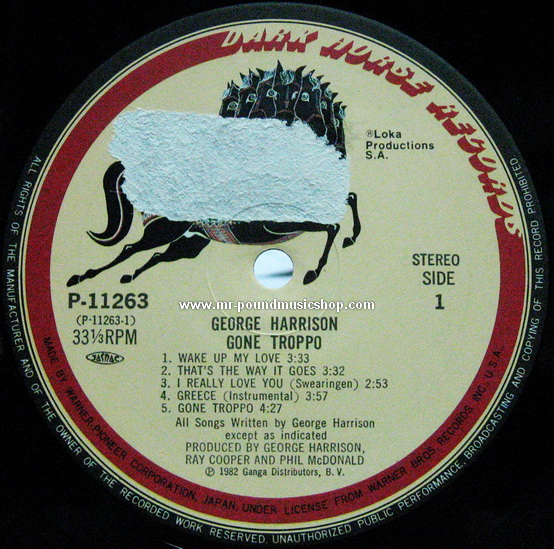 DARK HORSE RECORDS
®Loka
Productions
S.A.
STEREO
SIDE
1
P-11263
(P-11263-1)
33⅓RPM
JASRAC
www.mr-poundmusicshop.com
GEORGE HARRISON
GONE TROPPO
1. WAKE UP MY LOVE 3:33
2. THAT'S THE WAY IT GOES 3:32
3. I REALLY LOVE YOU (Swearingen) 2:53
4. GREECE (Instrumental) 3:57
5. GONE TROPPO 4:27
All Songs Written by George Harrison
except as indicated
PRODUCED BY GEORGE HARRISON,
RAY COOPER AND PHIL McDONALD
℗ 1982 Ganga Distributors, B. V.
MADE BY WARNER-PIONEER CORPORATION, JAPAN, UNDER LICENSE FROM WARNER BROS. RECORDS INC., U.S.A.
ALL RIGHTS OF THE MANUFACTURER AND OF THE OWNER OF THE RECORDED WORK RESERVED. UNAUTHORIZED PUBLIC PERFORMANCE, BROADCASTING AND COPYING OF THIS RECORD PROHIBITED